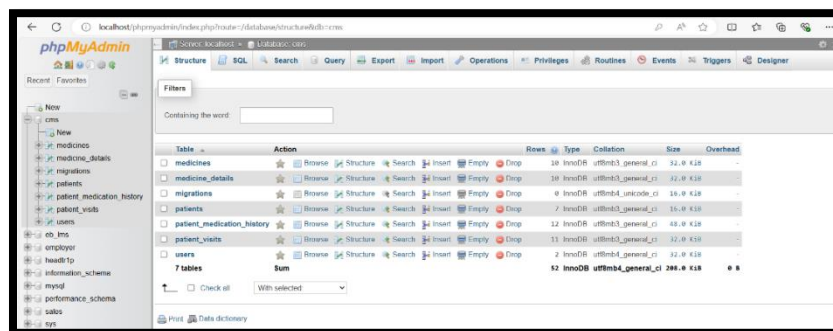 localhost/phpmyadmin/index.php?route=/database/structure&db=cms
phpMyAdmin
Recent Favorites
New
cms
New
medicines
medicine_details
migrations
patients
patient_medication_history
patient_visits
users
employer
information_schema
mysql
performance_schema
sales
sys
Server: localhost » Database: cms
Structure SQL Search Query Export Import Operations Privileges Routines Events Triggers Designer
Filters
Containing the word:
Table Action Rows Type Collation Size Overhead
medicines Browse Structure Search Insert Empty Drop 10 InnoDB utf8mb3_general_ci 32.0 KiB -
medicine_details Browse Structure Search Insert Empty Drop 10 InnoDB utf8mb3_general_ci 32.0 KiB -
migrations Browse Structure Search Insert Empty Drop 0 InnoDB utf8mb4_unicode_ci 16.0 KiB -
patients Browse Structure Search Insert Empty Drop 7 InnoDB utf8mb3_general_ci 16.0 KiB -
patient_medication_history Browse Structure Search Insert Empty Drop 12 InnoDB utf8mb3_general_ci 48.0 KiB -
patient_visits Browse Structure Search Insert Empty Drop 11 InnoDB utf8mb3_general_ci 32.0 KiB -
users Browse Structure Search Insert Empty Drop 2 InnoDB utf8mb3_general_ci 32.0 KiB -
7 tables Sum 52 InnoDB utf8mb4_general_ci 208.0 KiB 0 B
Check all With selected:
Print Data dictionary